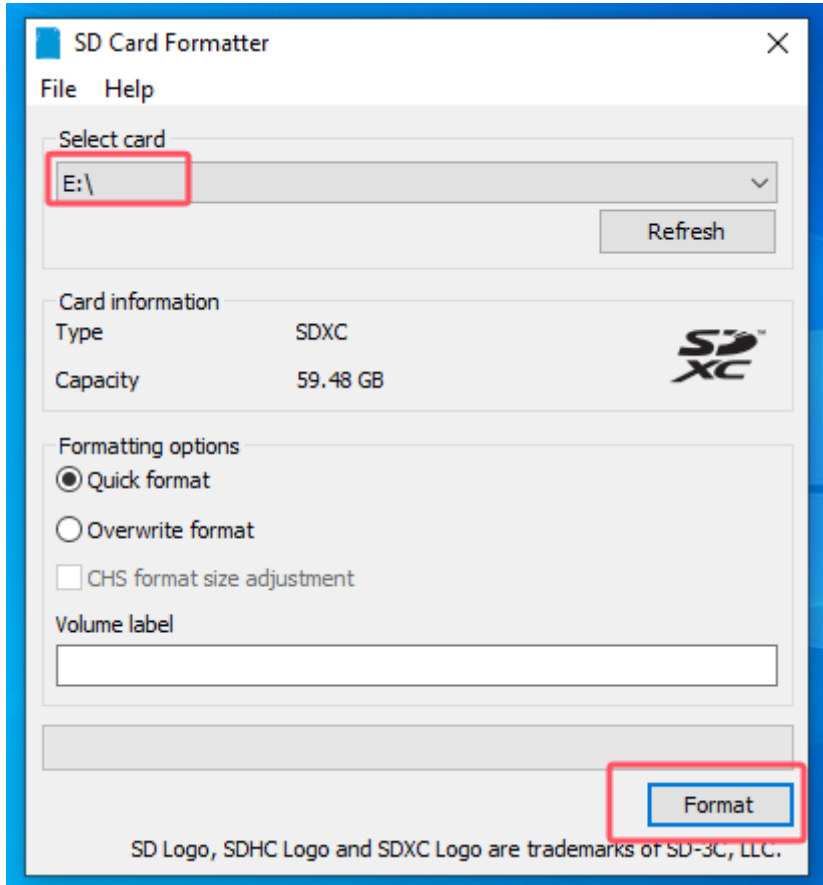 SD Card Formatter
File Help
Select card
E:\
Refresh
Card information
Type SDXC
SD XC™
Capacity 59.48 GB
Formatting options
Quick format
Overwrite format
CHS format size adjustment
Volume label
Format
SD Logo, SDHC Logo and SDXC Logo are trademarks of SD-3C, LLC.